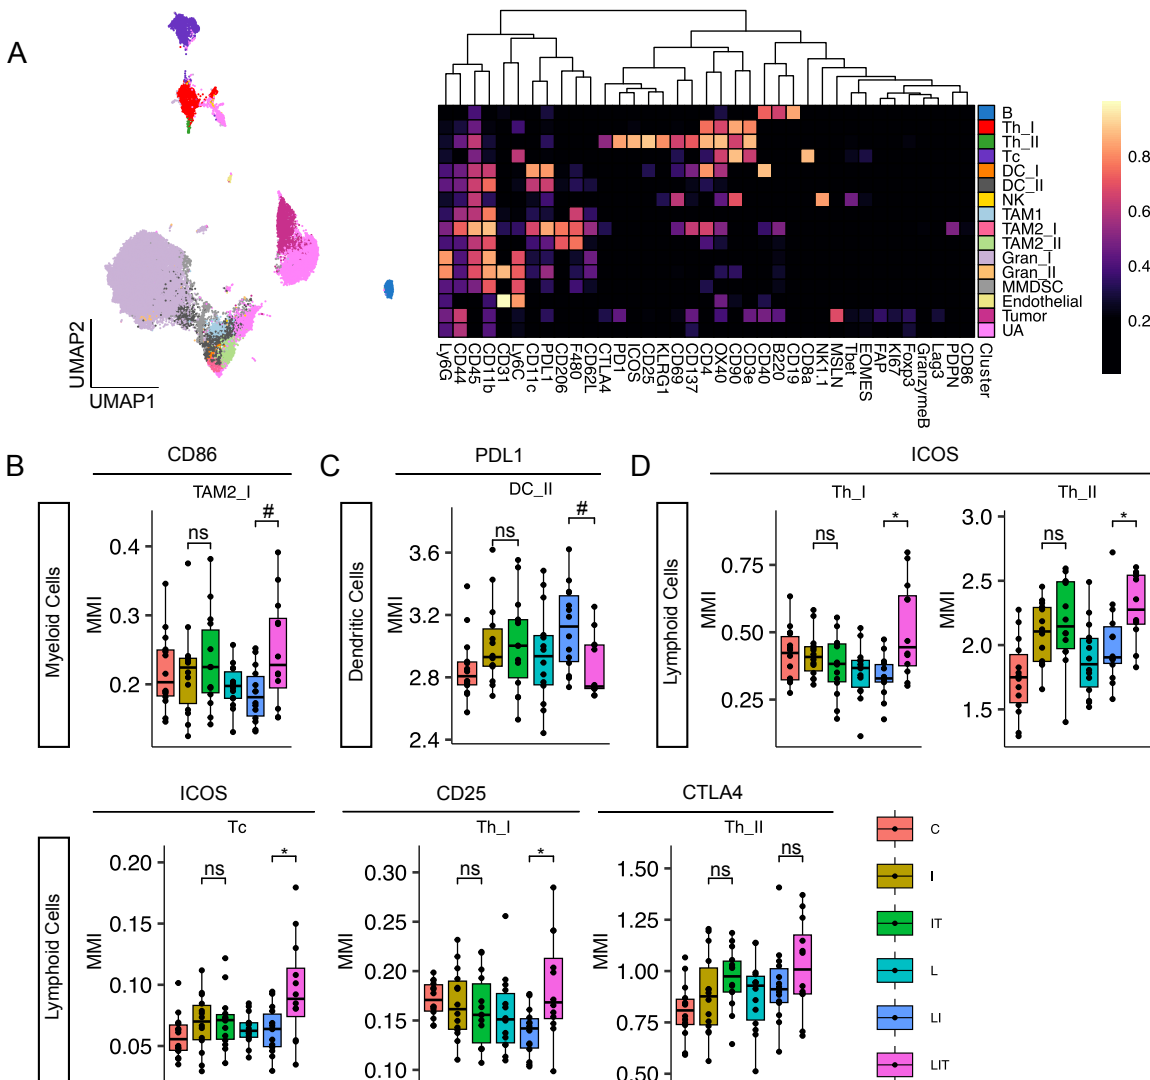 A
UMAP2
UMAP1
B
Th_I
Th_II
Tc
DC_I
DC_II
NK
TAM1
TAM2_I
TAM2_II
Gran_I
Gran_II
MMDSC
Endothelial
Tumor
UA
0.8
0.6
0.4
0.2
Ly6G
CD44
CD45
CD11b
CD31
Ly6C
CD11c
PDL1
CD206
F480
CD62L
CTLA4
PD1
ICOS
CD25
KLRG1
CD69
CD137
CD4
OX40
CD90
CD3e
CD40
B220
CD19
CD8a
NK1.1
MSLN
Tbet
EOMES
FAP
KI67
Foxp3
GranzymeB
Lag3
PDPN
CD86
Cluster
B
CD86
TAM2_I
Myeloid Cells
MMI
0.4
0.3
0.2
ns
#
C
PDL1
DC_II
Dendritic Cells
MMI
3.6
3.2
2.8
2.4
ns
#
D
ICOS
Th_I
Th_II
Lymphoid Cells
MMI
0.75
0.50
0.25
ns
*
MMI
3.0
2.5
2.0
1.5
ns
*
ICOS
Tc
Lymphoid Cells
MMI
0.20
0.15
0.10
0.05
ns
*
CD25
Th_I
MMI
0.30
0.25
0.20
0.15
0.10
ns
*
CTLA4
Th_II
MMI
1.50
1.25
1.00
0.75
0.50
ns
ns
C
I
IT
L
LI
LIT